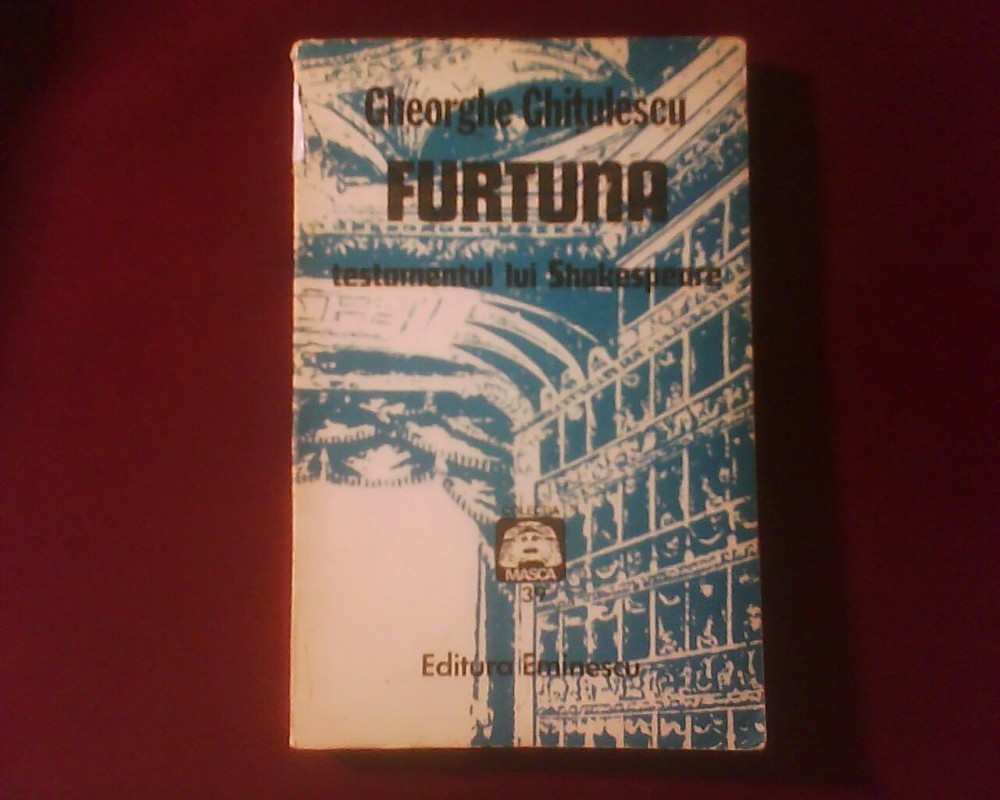 Gheorghe Ghițulescu
FURTUNA
testamentul lui Shakespeare
COLECȚIA
MASCA
39
Editura Eminescu